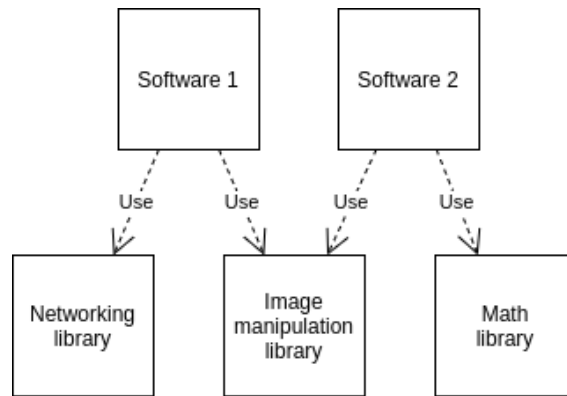 Software 1
Software 2
Use
Use
Use
Use
Networking
library
Image
manipulation
library
Math
library